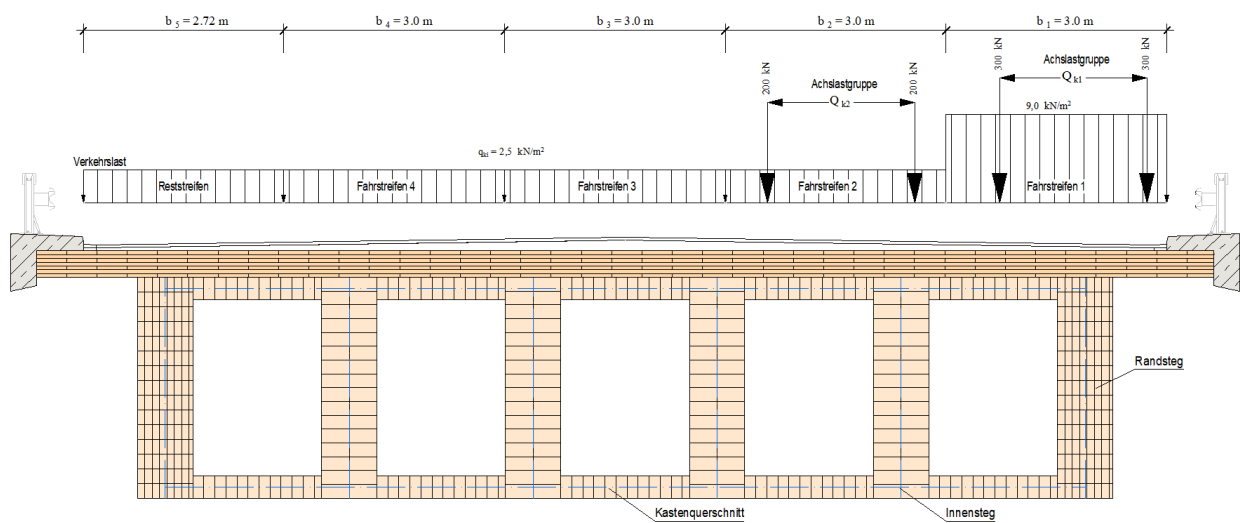 b 5 = 2.72 m
b 4 = 3.0 m
b 3 = 3.0 m
b 2 = 3.0 m
b 1 = 3.0 m
200 kN
Achslastgruppe
Q k2
200 kN
300 kN
Achslastgruppe
Q k1
300 kN
9,0 kN/m²
Verkehrslast
qki = 2,5 kN/m²
Reststreifen
Fahrstreifen 4
Fahrstreifen 3
Fahrstreifen 2
Fahrstreifen 1
Randsteg
Kastenquerschnitt
Innensteg